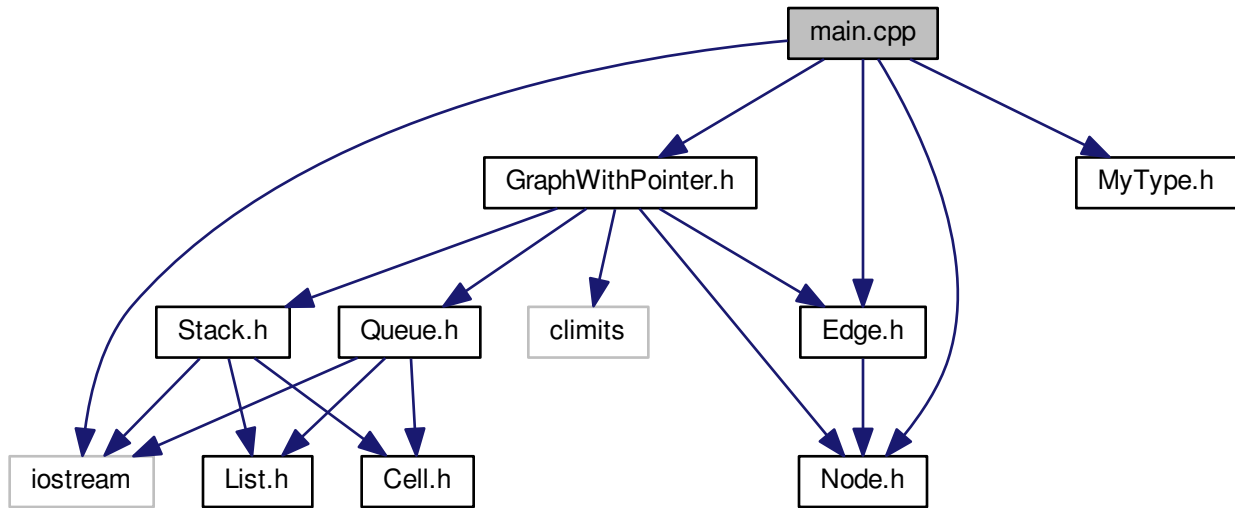 main.cpp
GraphWithPointer.h
MyType.h
Stack.h
Queue.h
climits
Edge.h
iostream
List.h
Cell.h
Node.h